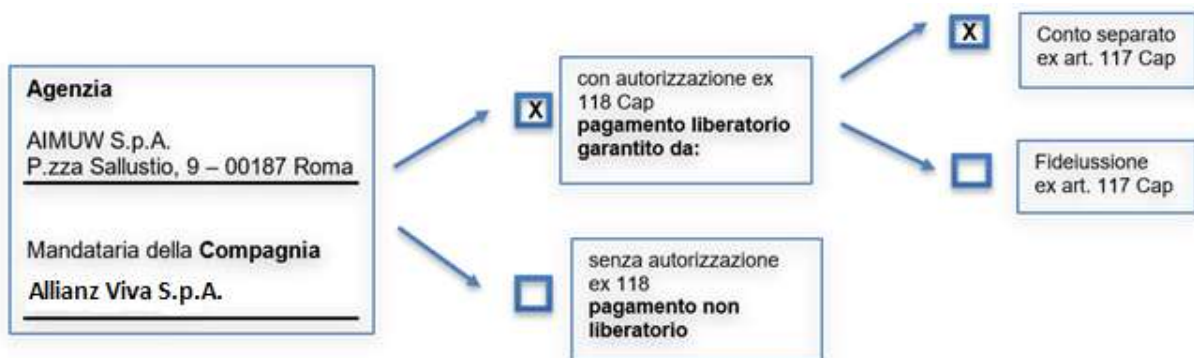 Agenzia
AIMUW S.p.A.
P.zza Sallustio, 9 – 00187 Roma
Mandataria della Compagnia
Allianz Viva S.p.A.
X
con autorizzazione ex
118 Cap
pagamento liberatorio
garantito da:
senza autorizzazione
ex 118
pagamento non
liberatorio
X
Conto separato
ex art. 117 Cap
Fideiussione
ex art. 117 Cap